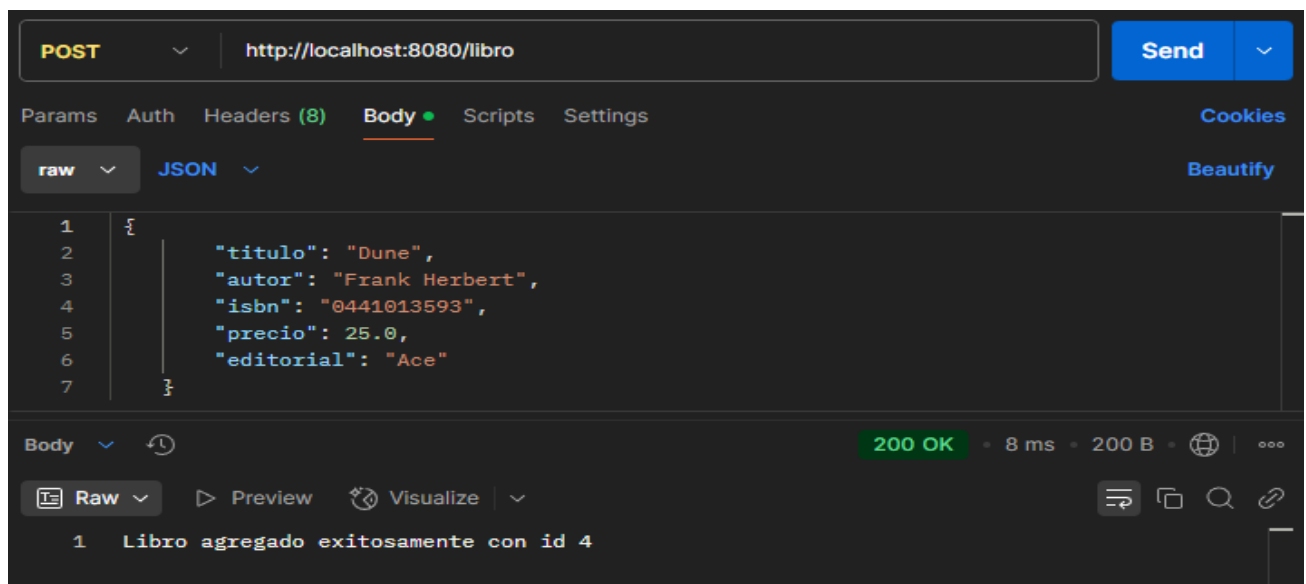 POST http://localhost:8080/libro Send
Params Auth Headers (8) Body Scripts Settings Cookies
raw JSON Beautify
1 {
2 "titulo": "Dune",
3 "autor": "Frank Herbert",
4 "isbn": "0441013593",
5 "precio": 25.0,
6 "editorial": "Ace"
7 }
Body 200 OK • 8 ms • 200 B •
Raw Preview Visualize
1 Libro agregado exitosamente con id 4